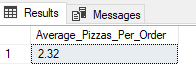 Results Messages
Average_Pizzas_Per_Order
1 2.32